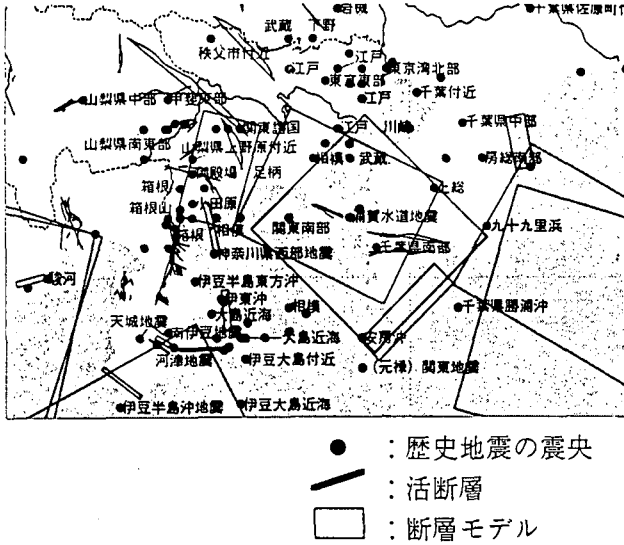 岩槻
千葉県佐原町付
武蔵 下野
秩父市付近
江戸
江戸
東京湾北部
東京東部
江戸
千葉付近
山梨県中部
甲斐東部
関東諸国
江戸 川崎
千葉県中部
山梨県南東部
山梨県上野原付近
相模 武蔵
房総南部
御殿場 足柄
箱根
小田原
上総
箱根山
箱根
相模
関東南部
浦賀水道地震
九十九里浜
神奈川県西部地震
千葉県南部
駿河
伊豆半島東方沖
伊東沖
大島近海
相模
千葉県勝浦沖
天城地震
南伊豆地震
大島近海
安房沖
河津地震
伊豆大島付近
(元禄) 関東地震
伊豆半島沖地震
伊豆大島近海
：歴史地震の震央
：活断層
：断層モデル